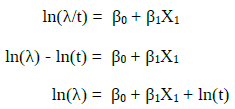 ln(λ/t) = β₀ + β₁X₁
ln(λ) - ln(t) = β₀ + β₁X₁
ln(λ) = β₀ + β₁X₁ + ln(t)